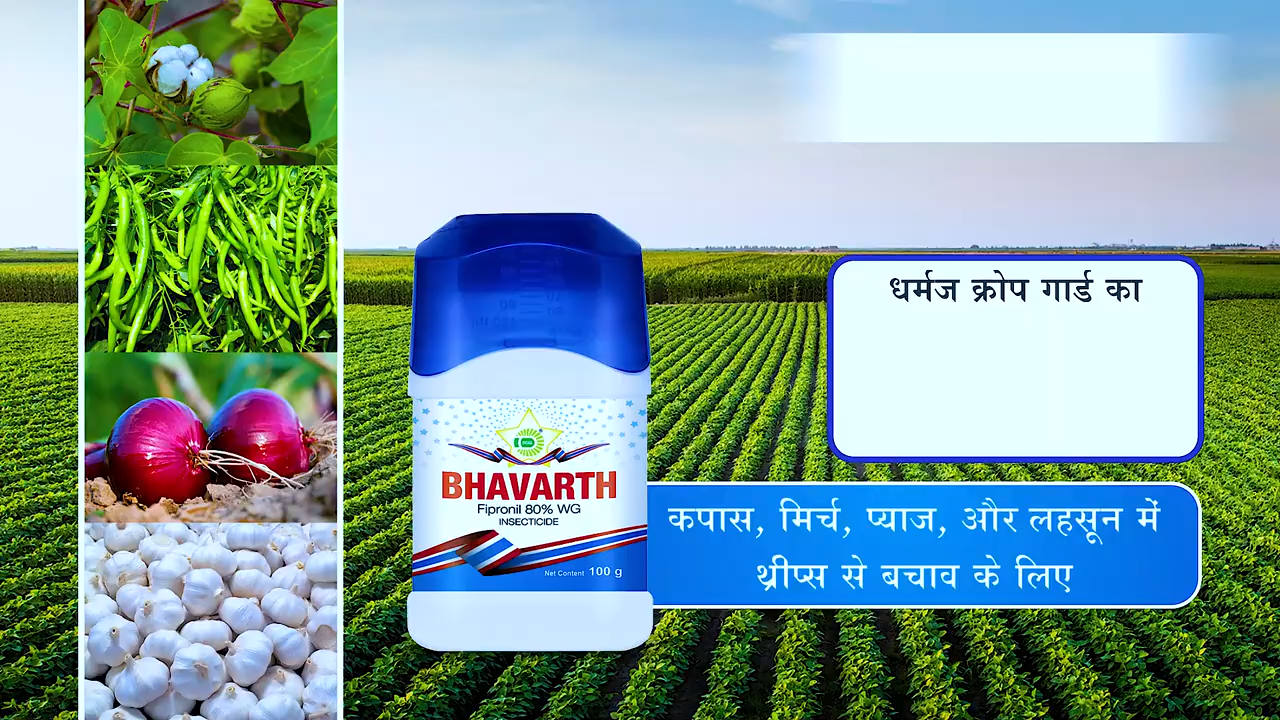 धर्मज क्रोप गार्ड का
BHAVARTH
Fipronil 80% WG
INSECTICIDE
Net Content 100 g
कपास, मिर्च, प्याज, और लहसून में
थ्रीप्स से बचाव के लिए